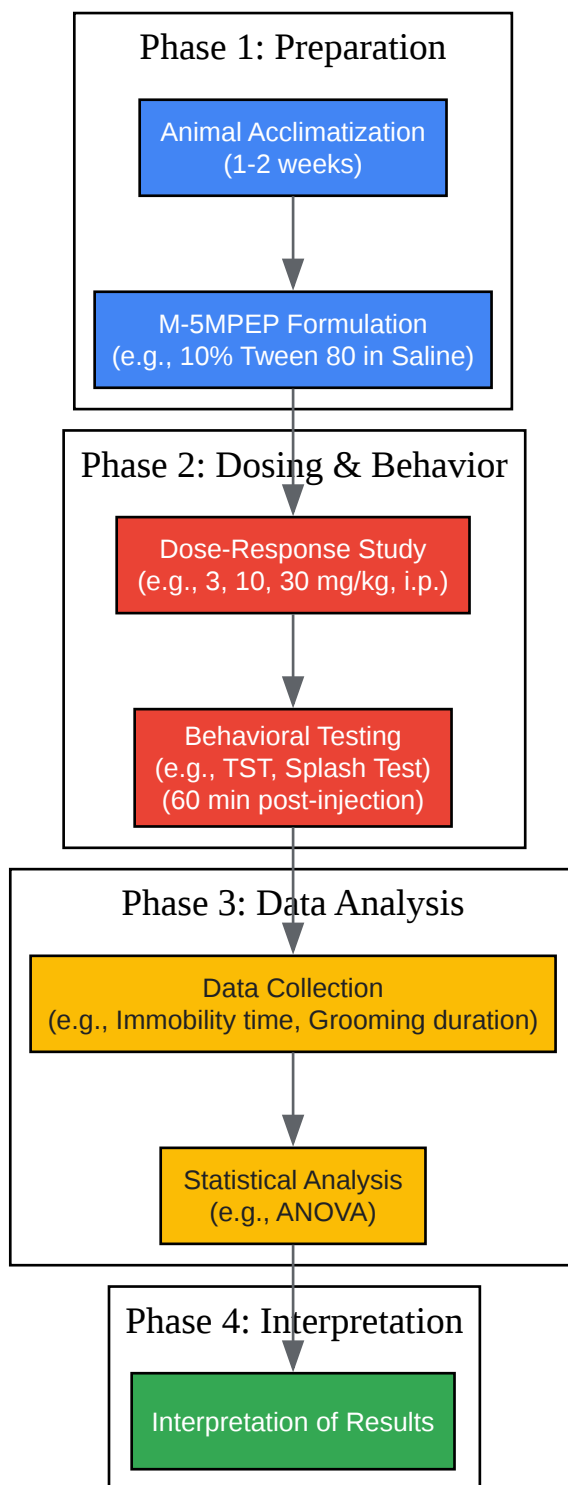 Phase 1: Preparation
Animal Acclimatization
(1-2 weeks)
M-5MPEP Formulation
(e.g., 10% Tween 80 in Saline)
Phase 2: Dosing & Behavior
Dose-Response Study
(e.g., 3, 10, 30 mg/kg, i.p.)
Behavioral Testing
(e.g., TST, Splash Test)
(60 min post-injection)
Phase 3: Data Analysis
Data Collection
(e.g., Immobility time, Grooming duration)
Statistical Analysis
(e.g., ANOVA)
Phase 4: Interpretation
Interpretation of Results